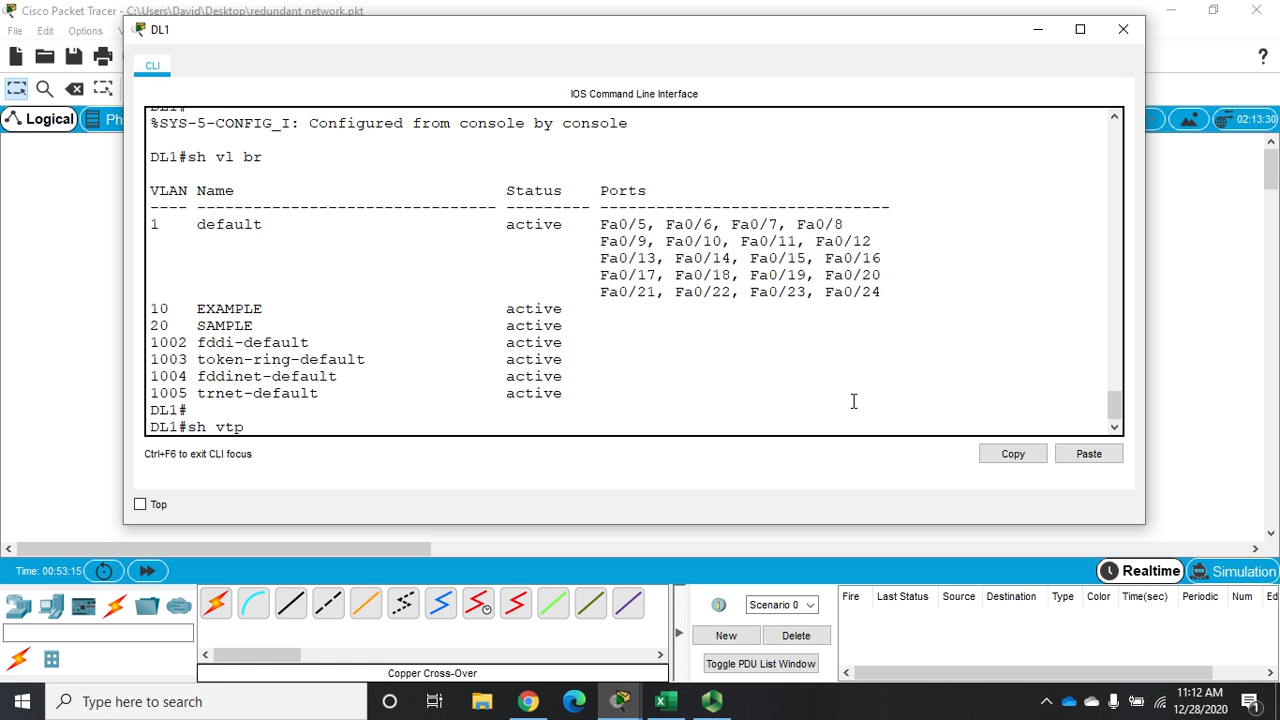 Cisco Packet Tracer - C:\Users\David\Desktop\redundant network.pkt
File Edit Options
DL1
CLI
IOS Command Line Interface
Logical
Ph
02:13:30
DL1#
%SYS-5-CONFIG_I: Configured from console by console
DL1#sh vl br
VLAN Name Status Ports
---- -------------------------------- --------- -------------------------------
1 default active Fa0/5, Fa0/6, Fa0/7, Fa0/8
Fa0/9, Fa0/10, Fa0/11, Fa0/12
Fa0/13, Fa0/14, Fa0/15, Fa0/16
Fa0/17, Fa0/18, Fa0/19, Fa0/20
Fa0/21, Fa0/22, Fa0/23, Fa0/24
10 EXAMPLE active
20 SAMPLE active
1002 fddi-default active
1003 token-ring-default active
1004 fddinet-default active
1005 trnet-default active
DL1#
DL1#sh vtp
Ctrl+F6 to exit CLI focus
Copy
Paste
Top
Time: 00:53:15
Realtime
Simulation
Scenario 0
New
Delete
Toggle PDU List Window
Fire Last Status Source Destination Type Color Time(sec) Periodic Num Ed
Copper Cross-Over
Type here to search
11:12 AM
12/28/2020
1